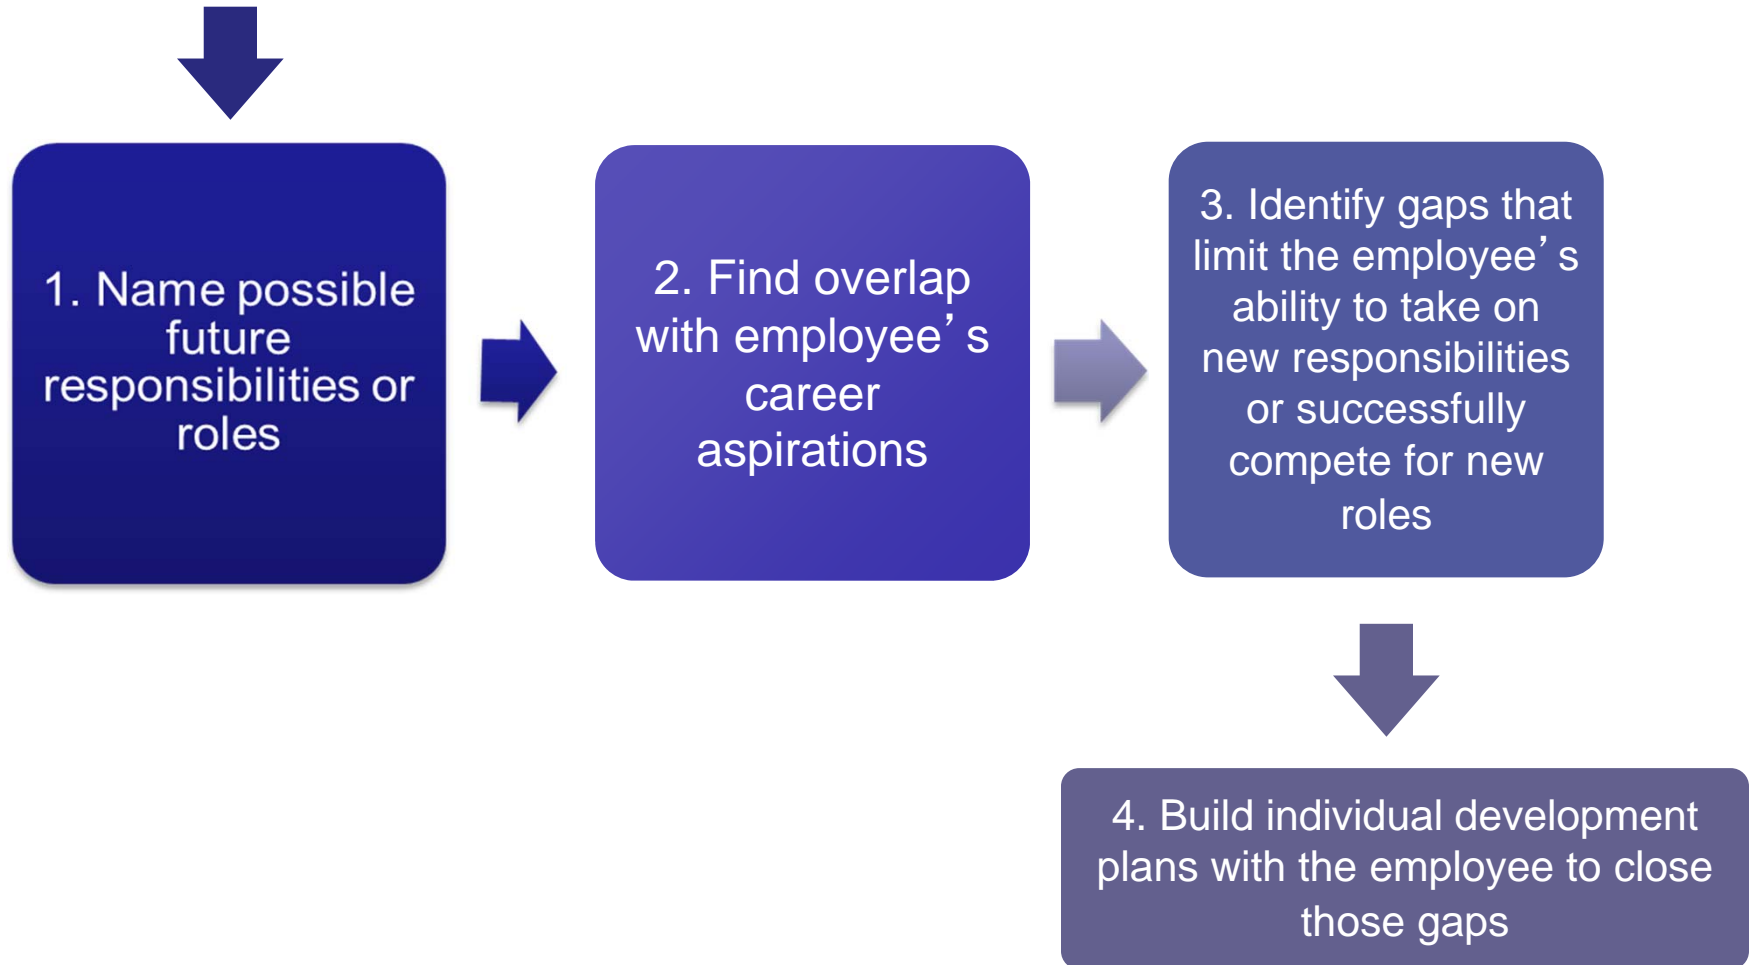 1. Name possible
future
responsibilities or
roles
2. Find overlap
with employee’s
career
aspirations
3. Identify gaps that
limit the employee’s
ability to take on
new responsibilities
or successfully
compete for new
roles
4. Build individual development
plans with the employee to close
those gaps